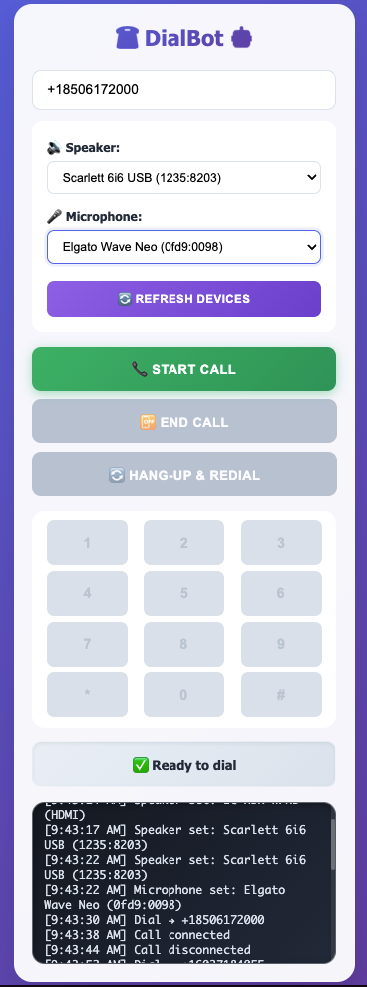 DialBot
+18506172000
Speaker:
Scarlett 6i6 USB (1235:8203)
Microphone:
Elgato Wave Neo (0fd9:0098)
REFRESH DEVICES
START CALL
END CALL
HANG-UP & REDIAL
1 2 3
4 5 6
7 8 9
* 0 #
Ready to dial
(HDMI)
[9:43:17 AM] Speaker set: Scarlett 6i6
USB (1235:8203)
[9:43:22 AM] Speaker set: Scarlett 6i6
USB (1235:8203)
[9:43:22 AM] Microphone set: Elgato
Wave Neo (0fd9:0098)
[9:43:30 AM] Dial → +18506172000
[9:43:38 AM] Call connected
[9:43:44 AM] Call disconnected